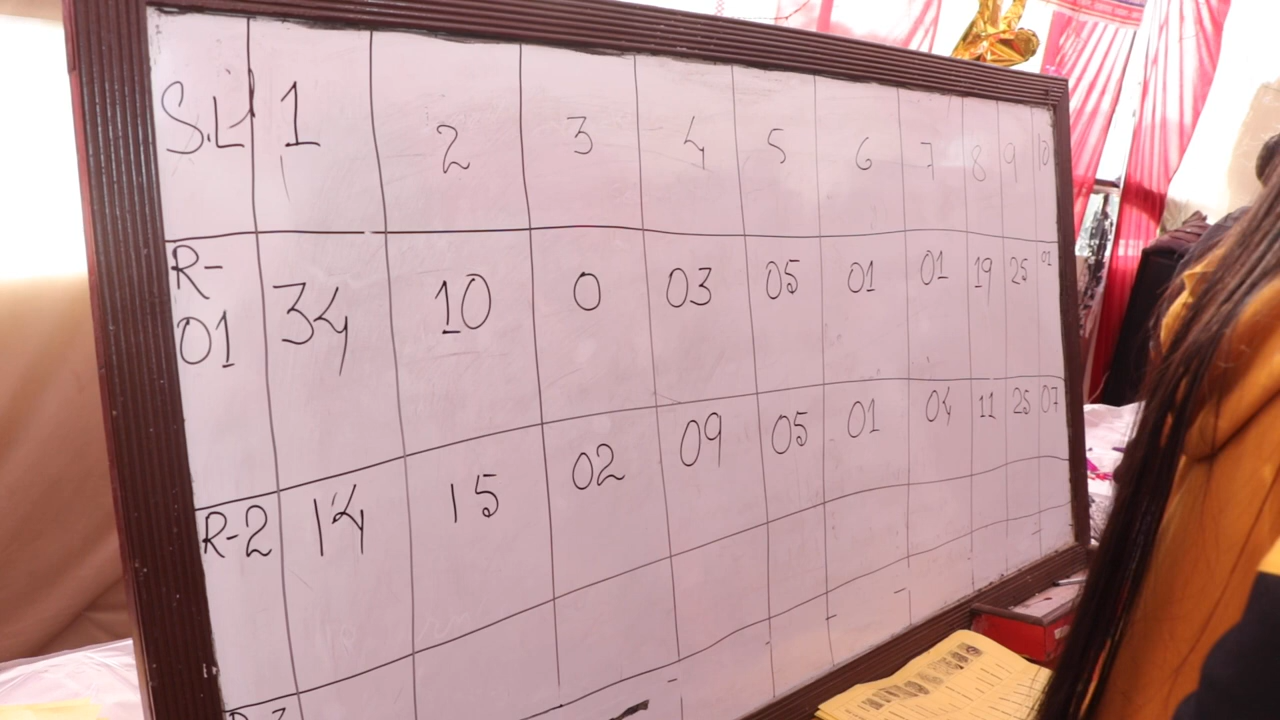 S.L 1 2 3 4 5 6 7 8 9 10
R-01 34 10 0 03 05 01 01 19 25 01
R-2 14 15 02 09 05 01 04 11 25 07